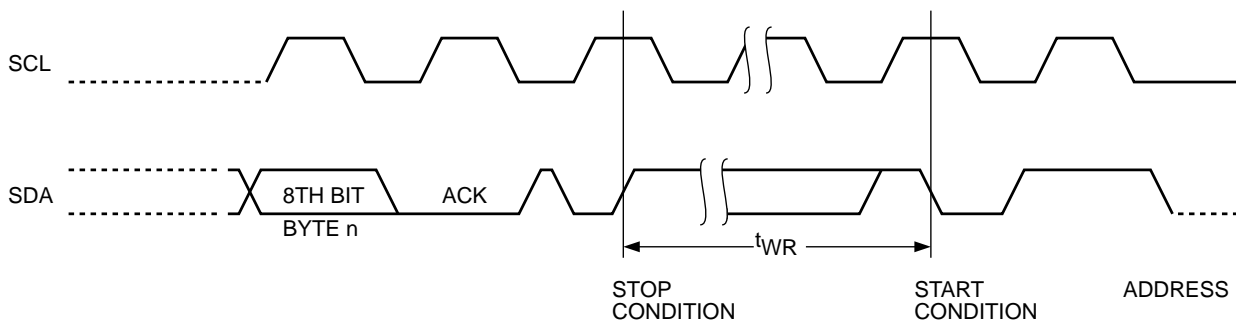 SCL
SDA
8TH BIT
ACK
BYTE n
tWR
STOP
CONDITION
START
CONDITION
ADDRESS